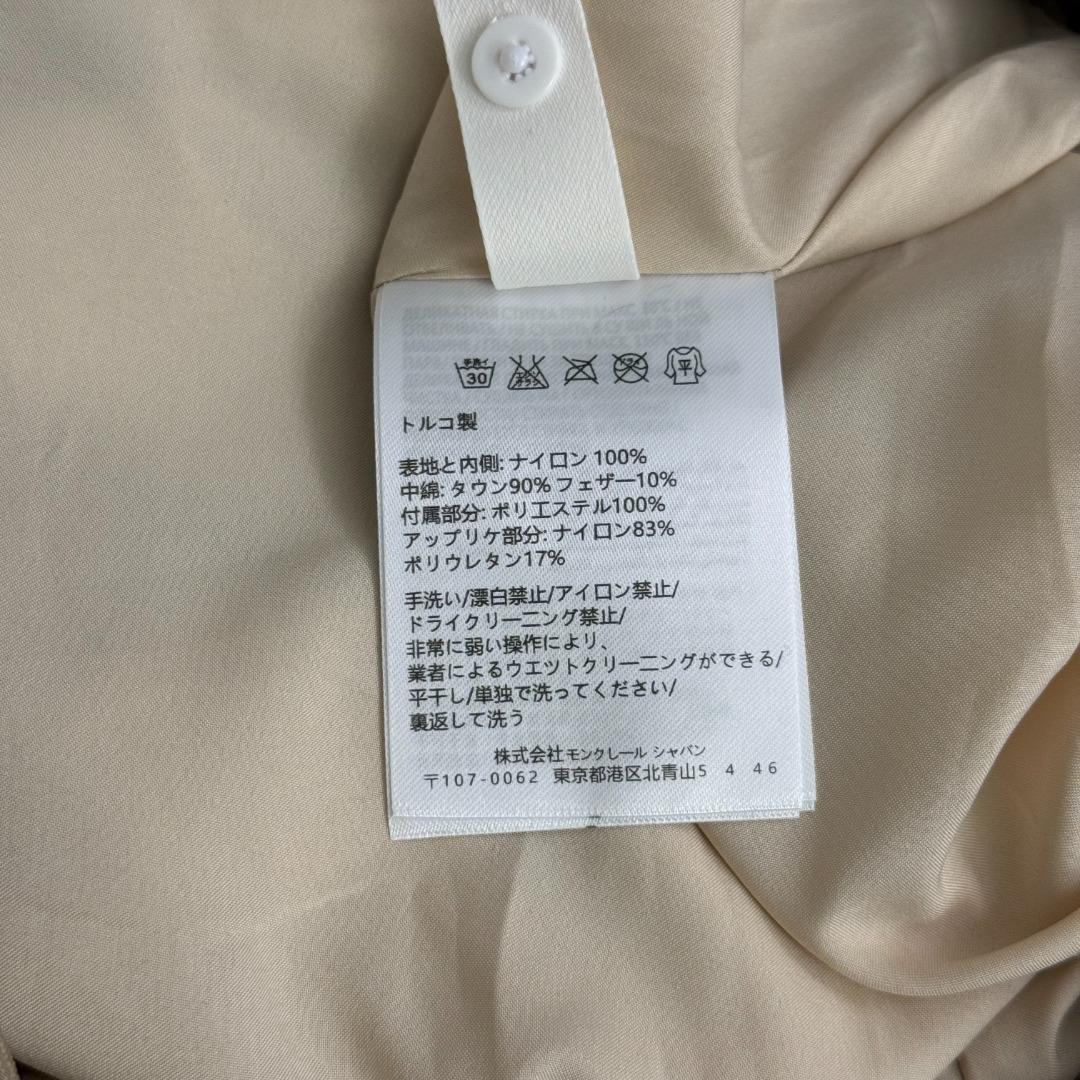 手洗イ
30
平
トルコ製
表地と内側: ナイロン 100%
中綿: タウン90% フェザー10%
付属部分: ポリエステル100%
アップリケ部分: ナイロン83%
ポリウレタン17%
手洗い/漂白禁止/アイロン禁止/
ドライクリーニング禁止/
非常に弱い操作により、
業者によるウエツトクリーニングができる/
平干し/単独で洗ってください/
裏返して洗う
株式会社モンクレール シャパン
〒107-0062 東京都港区北青山5 4 46